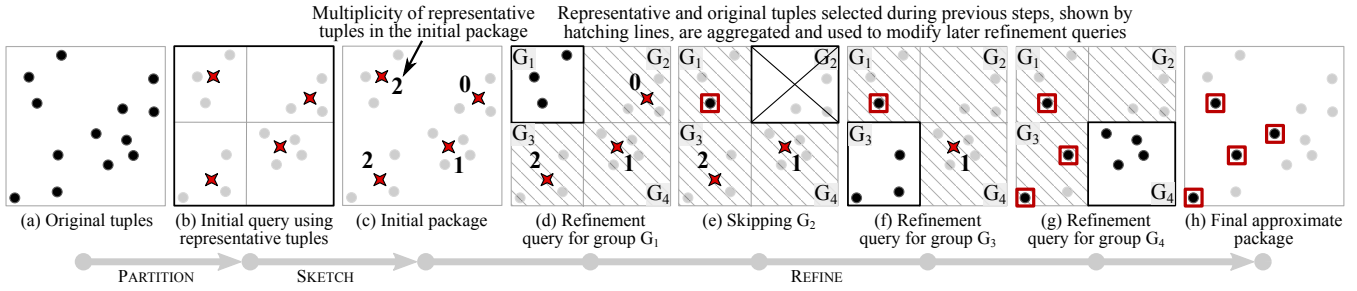 Multiplicity of representative
tuples in the initial package
Representative and original tuples selected during previous steps, shown by
hatching lines, are aggregated and used to modify later refinement queries
2
0
2
1
G1
G2
0
G3
2
1
G4
G1
G2
G3
2
1
G4
G1
G2
G3
1
G4
G1
G2
G3
G4
(a) Original tuples
(b) Initial query using
representative tuples
(c) Initial package
(d) Refinement
query for group G1
(e) Skipping G2
(f) Refinement
query for group G3
(g) Refinement
query for group G4
(h) Final approximate
package
PARTITION
SKETCH
REFINE